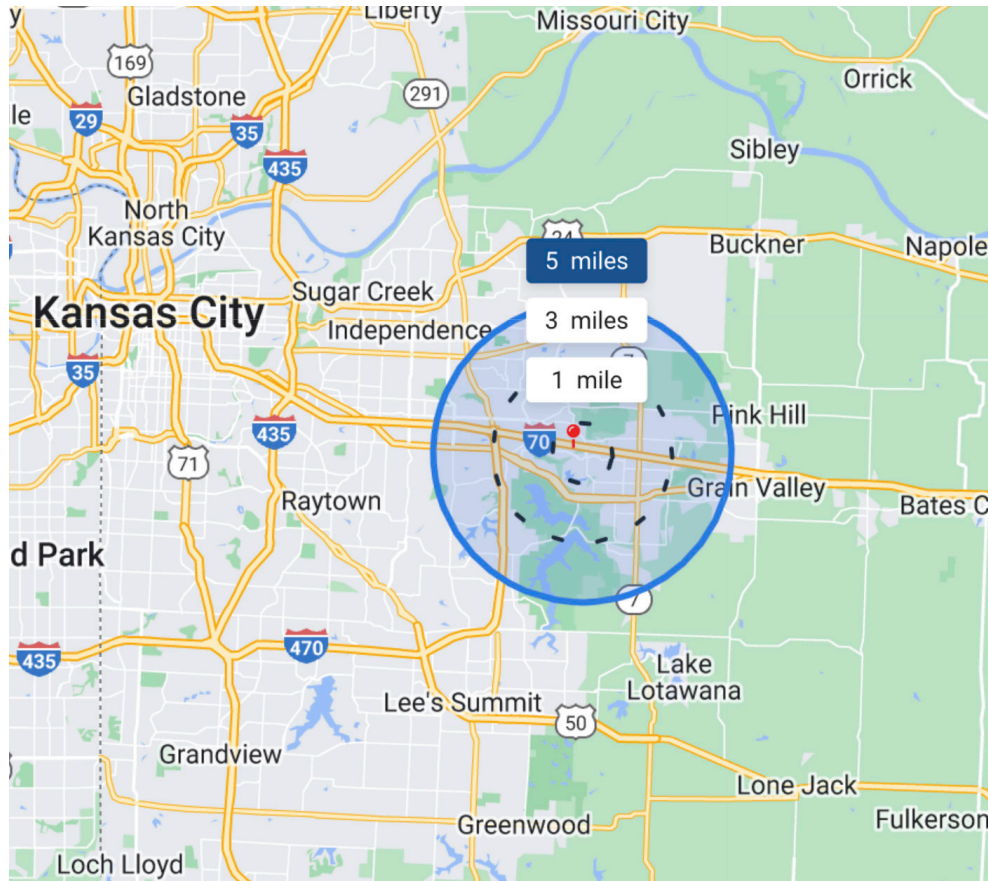 Liberty
Missouri City
169
Orrick
Gladstone
291
29
35
435
Sibley
North
Kansas City
24
Buckner
Napole
5 miles
Sugar Creek
Kansas City
3 miles
Independence
7
35
1 mile
Pink Hill
435
70
71
Grain Valley
Raytown
Bates C
d Park
7
470
435
Lake
Lotawana
Lee's Summit
50
Grandview
Lone Jack
Greenwood
Fulkerson
Loch Lloyd
y
le